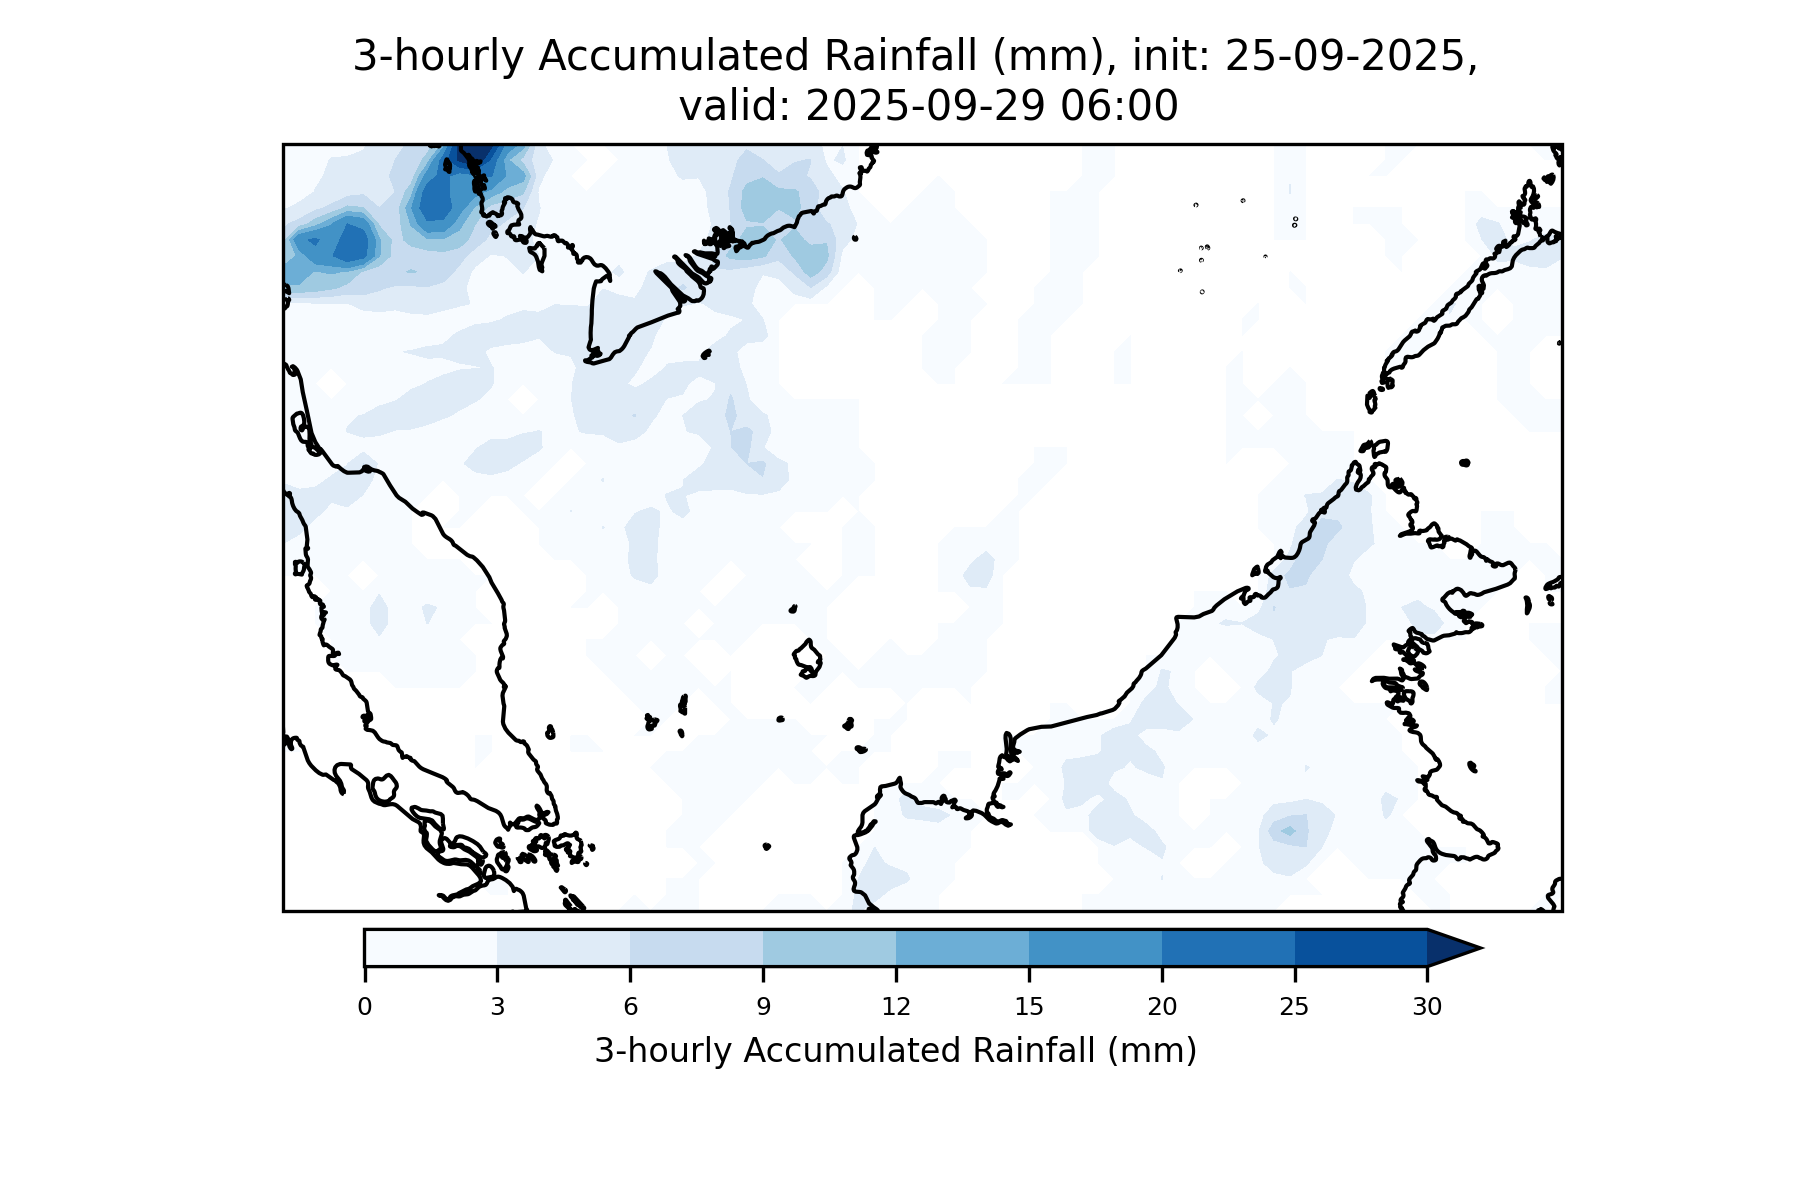 3-hourly Accumulated Rainfall (mm), init: 25-09-2025,
valid: 2025-09-29 06:00
0 3 6 9 12 15 20 25 30
3-hourly Accumulated Rainfall (mm)